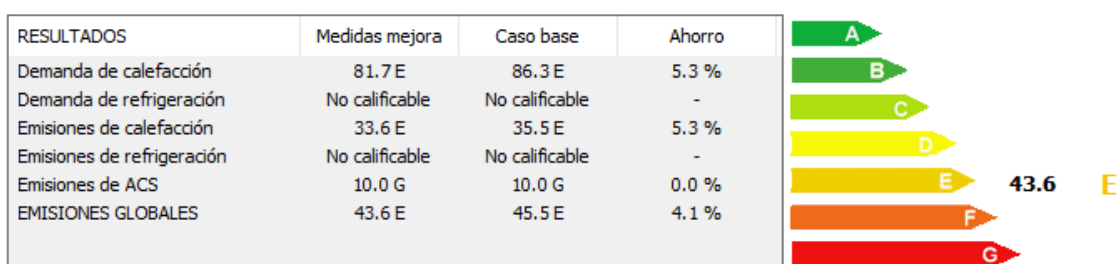 RESULTADOS Medidas mejora Caso base Ahorro
Demanda de calefacción 81.7 E 86.3 E 5.3 %
Demanda de refrigeración No calificable No calificable -
Emisiones de calefacción 33.6 E 35.5 E 5.3 %
Emisiones de refrigeración No calificable No calificable -
Emisiones de ACS 10.0 G 10.0 G 0.0 %
EMISIONES GLOBALES 43.6 E 45.5 E 4.1 %
A
B
C
D
E 43.6 E
F
G